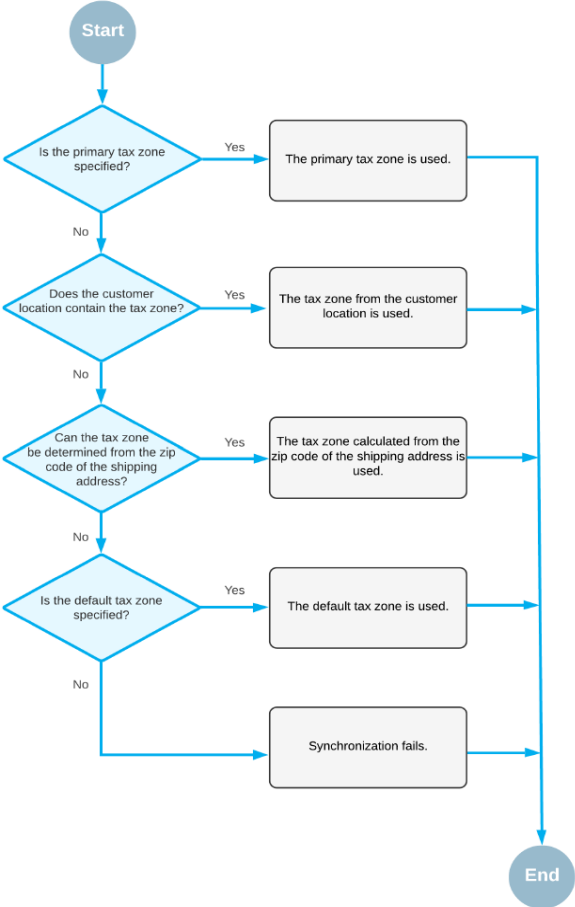 Start
Is the primary tax zone
specified?
Yes
The primary tax zone is used.
No
Does the customer
location contain the tax zone?
Yes
The tax zone from the customer
location is used.
No
Can the tax zone
be determined from the zip
code of the shipping
address?
Yes
The tax zone calculated from the
zip code of the shipping address is
used.
No
Is the default tax zone
specified?
Yes
The default tax zone is used.
No
Synchronization fails.
End